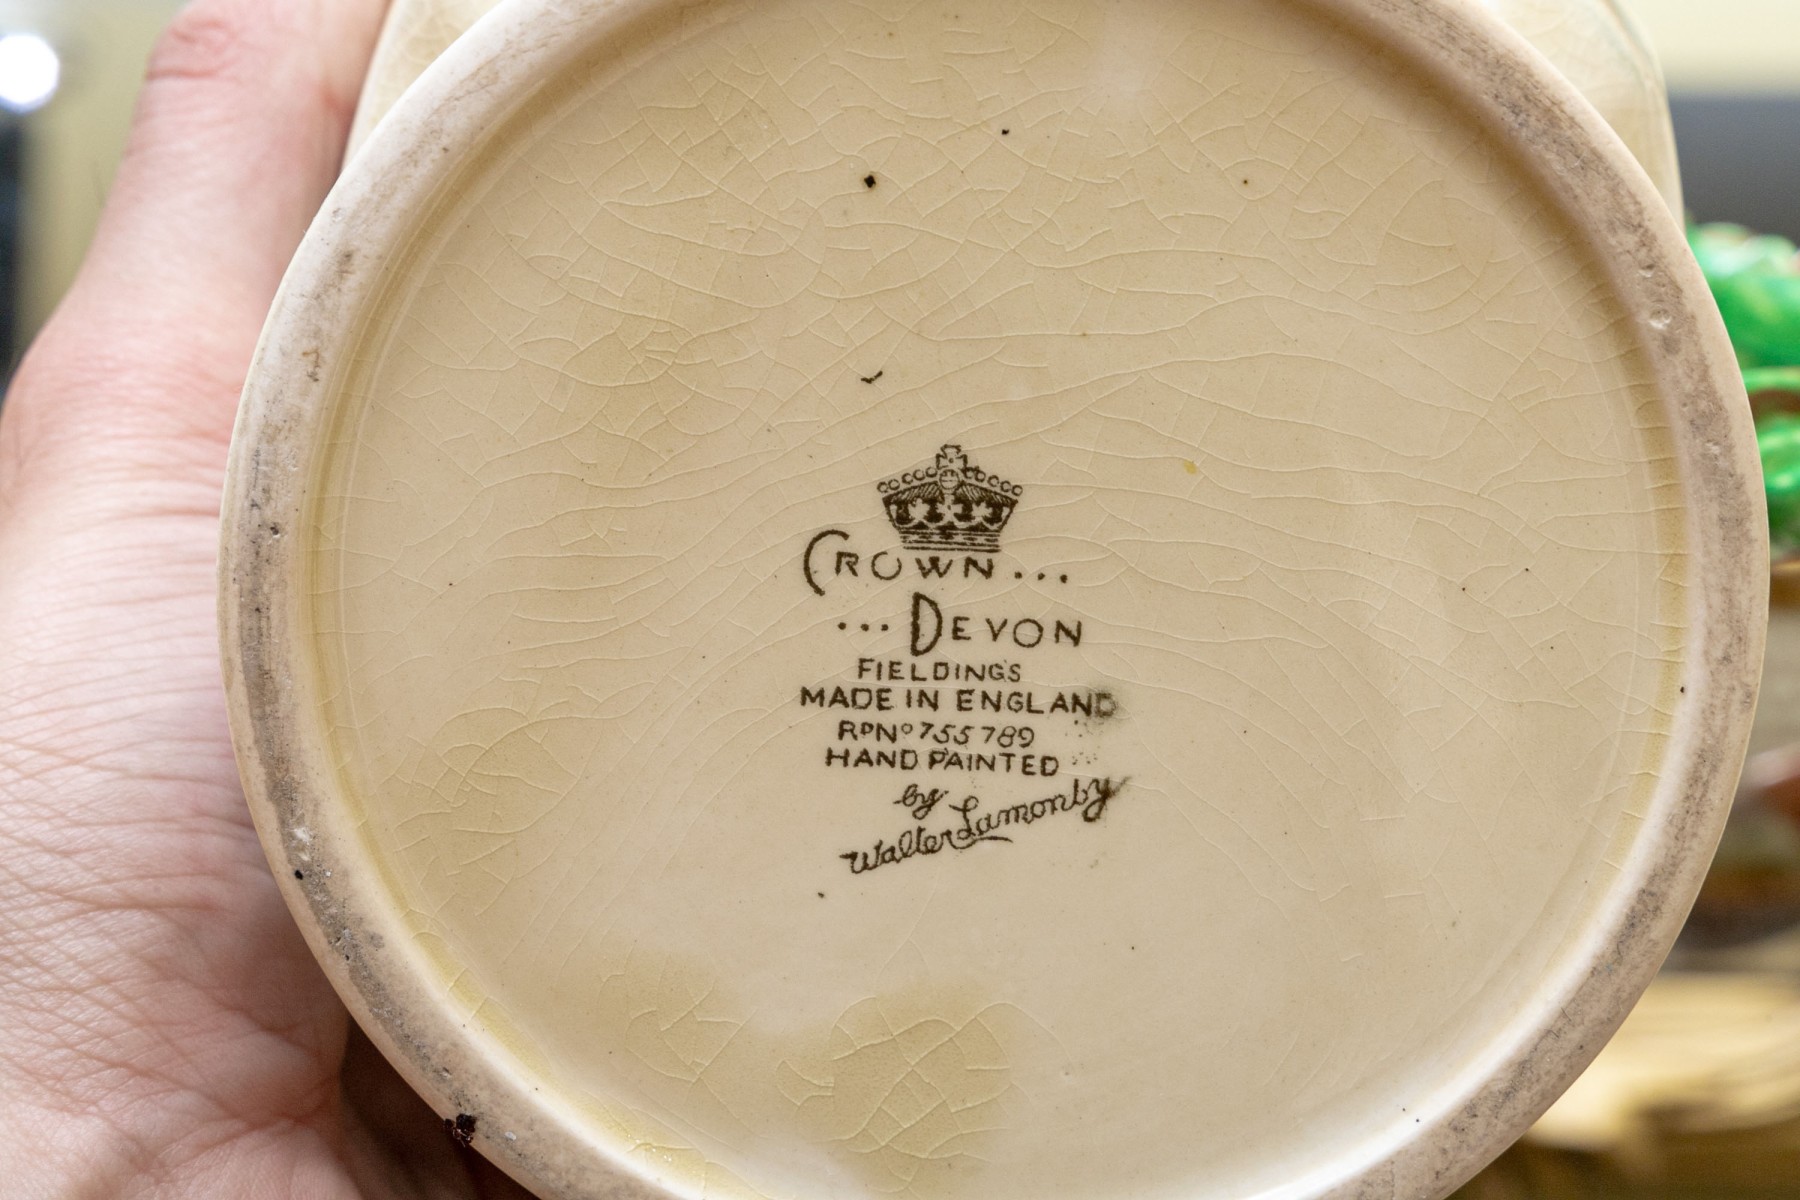 CROWN...
...DEVON
FIELDINGS
MADE IN ENGLAND
RDNo 755789
HAND PAINTED
by
Walter Lamonby